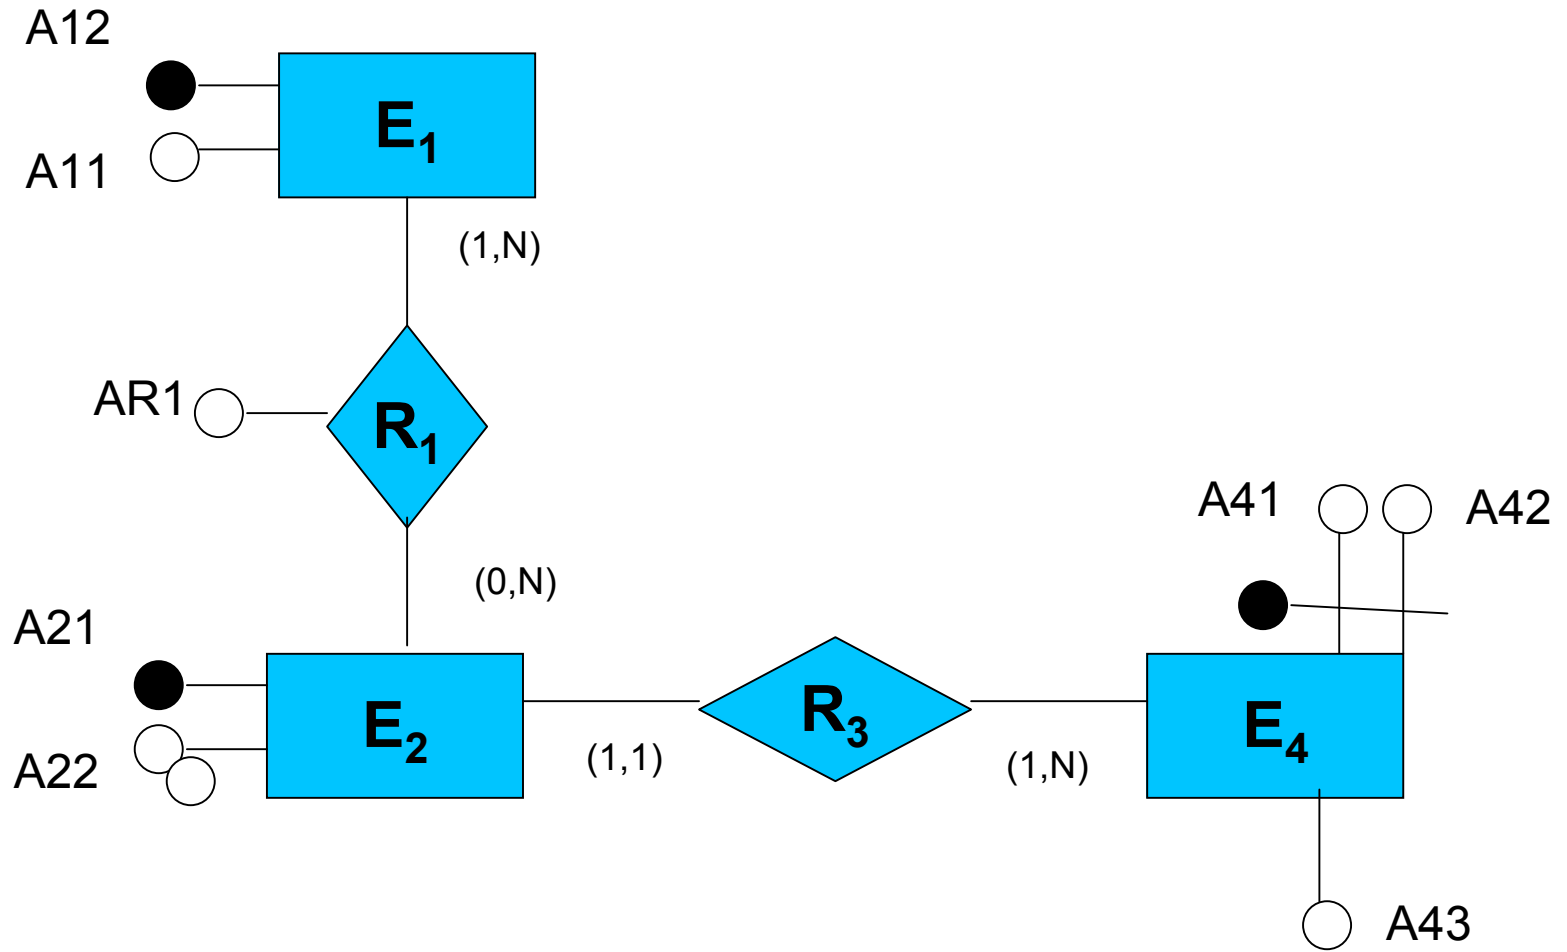 A12
E₁
A11
(1,N)
AR1
R₁
(0,N)
A41
A42
A21
E₂
R₃
E₄
A22
(1,1)
(1,N)
A43